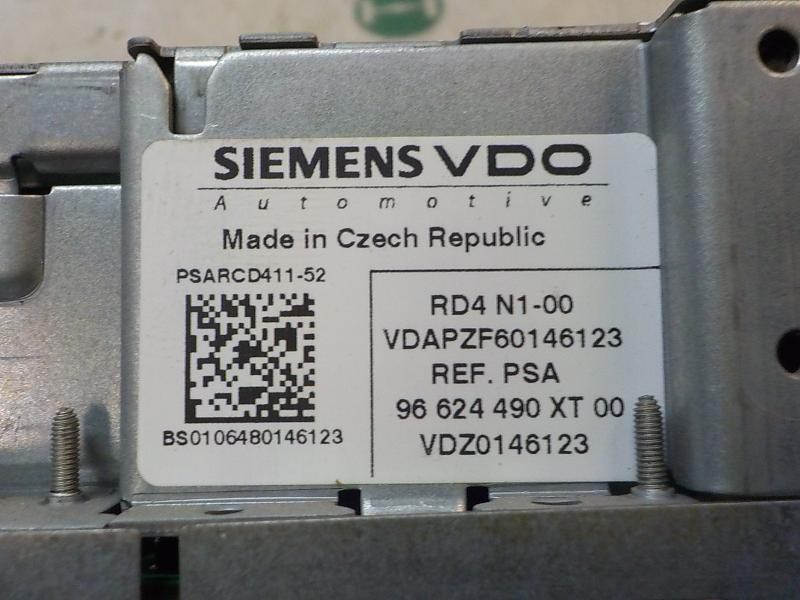 SIEMENS VDO
Automotive
Made in Czech Republic
PSARCD411-52
BS0106480146123
RD4 N1-00
VDAPZF60146123
REF. PSA
96 624 490 XT 00
VDZ0146123